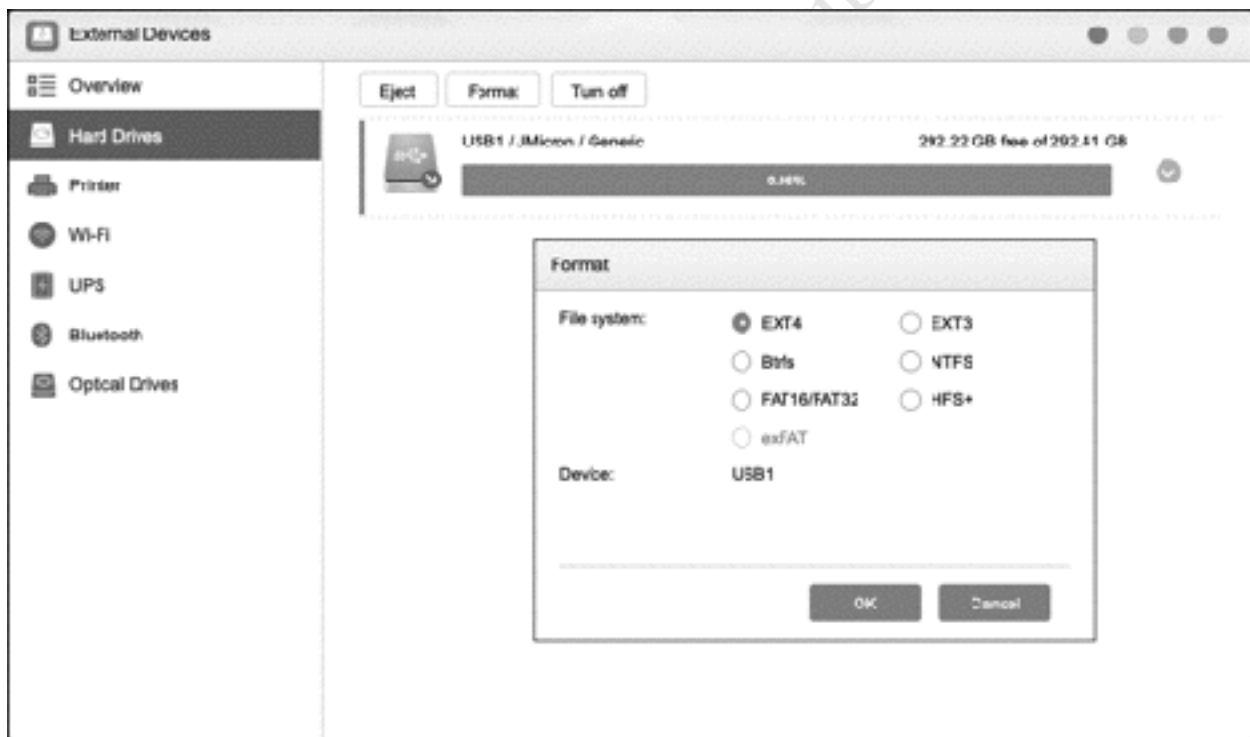 External Devices
Overview
Hard Drives
Printer
Wi-Fi
UPS
Bluetooth
Optical Drives
Eject Format Turn off
USB1 / JMicron / Generic 292.22 GB free of 292.41 GB
Format
File system: EXT4 EXT3
Btrfs NTFS
FAT16/FAT32 HFS+
exFAT
Device: USB1
OK Cancel